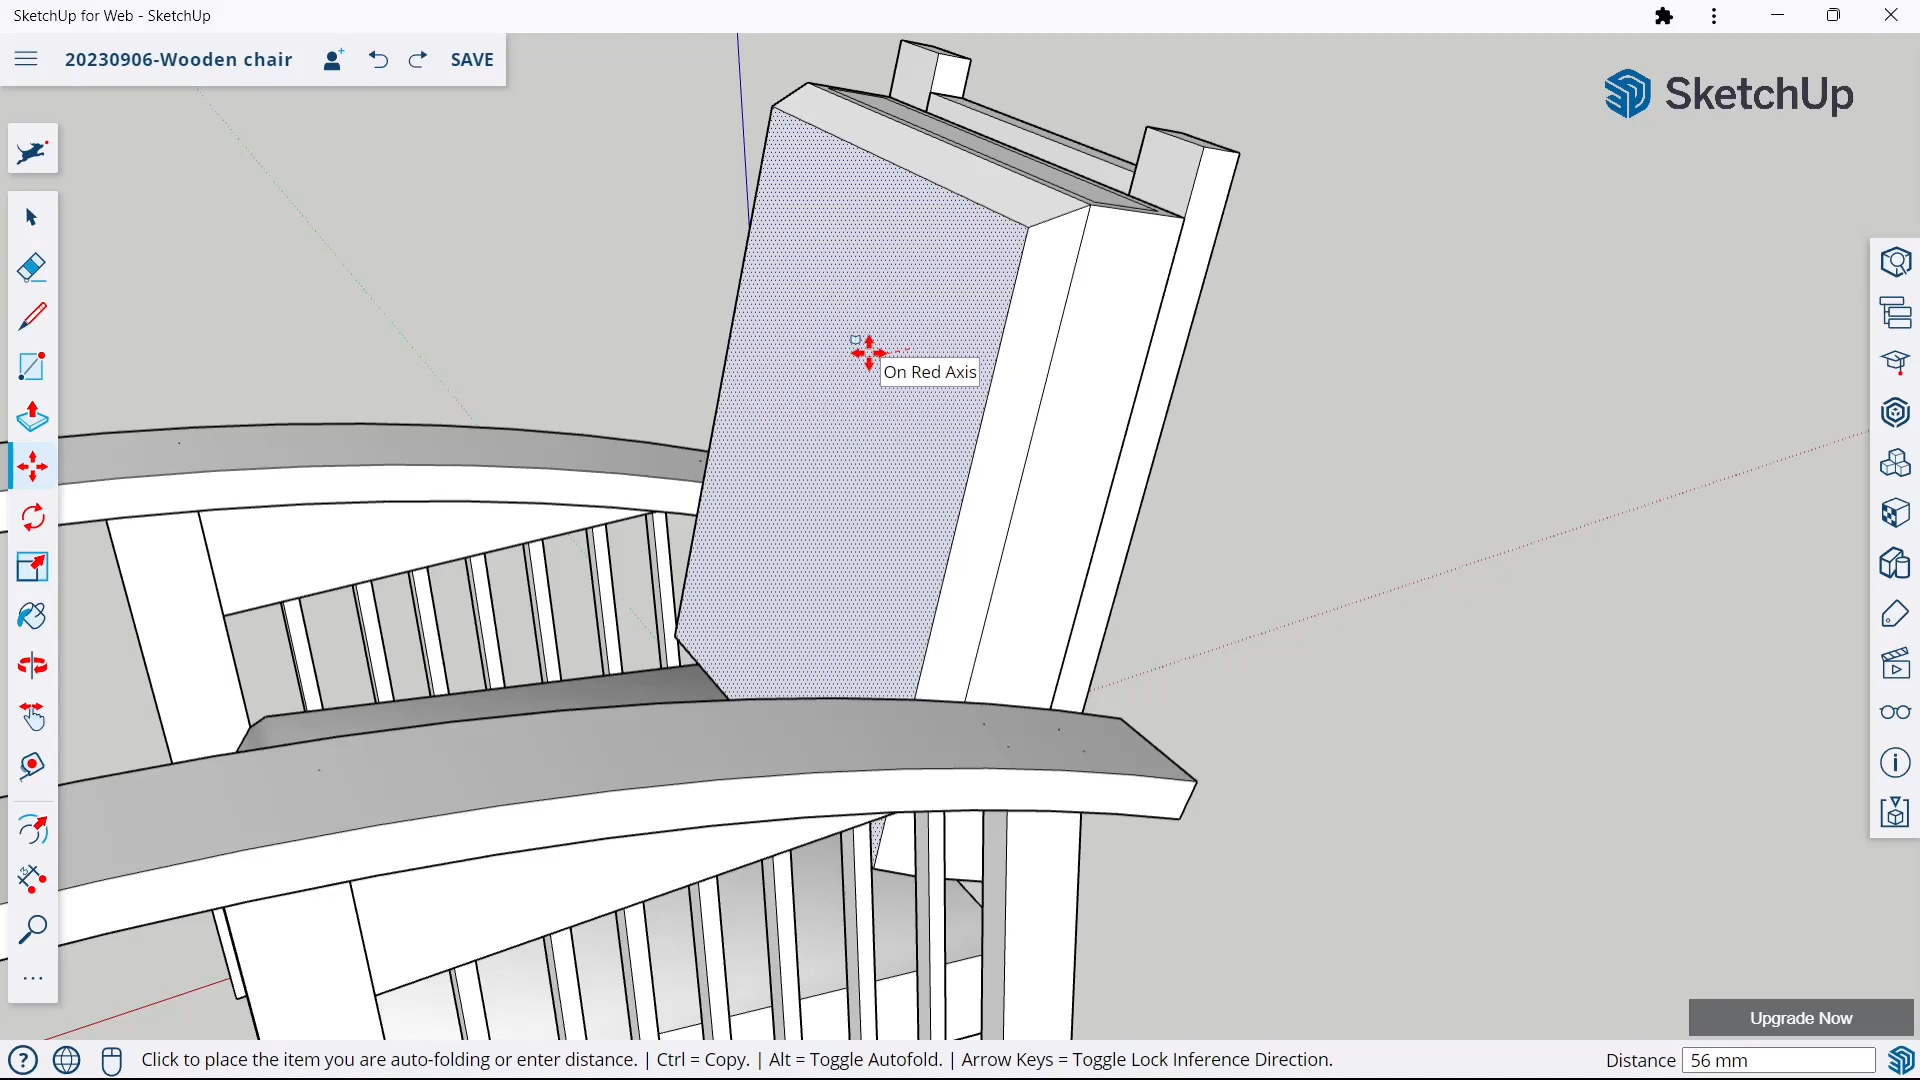 SketchUp for Web - SketchUp
20230906-Wooden chair
SAVE
SketchUp
On Red Axis
Upgrade Now
Click to place the item you are auto-folding or enter distance. | Ctrl = Copy. | Alt = Toggle Autofold. | Arrow Keys = Toggle Lock Inference Direction.
Distance 56 mm